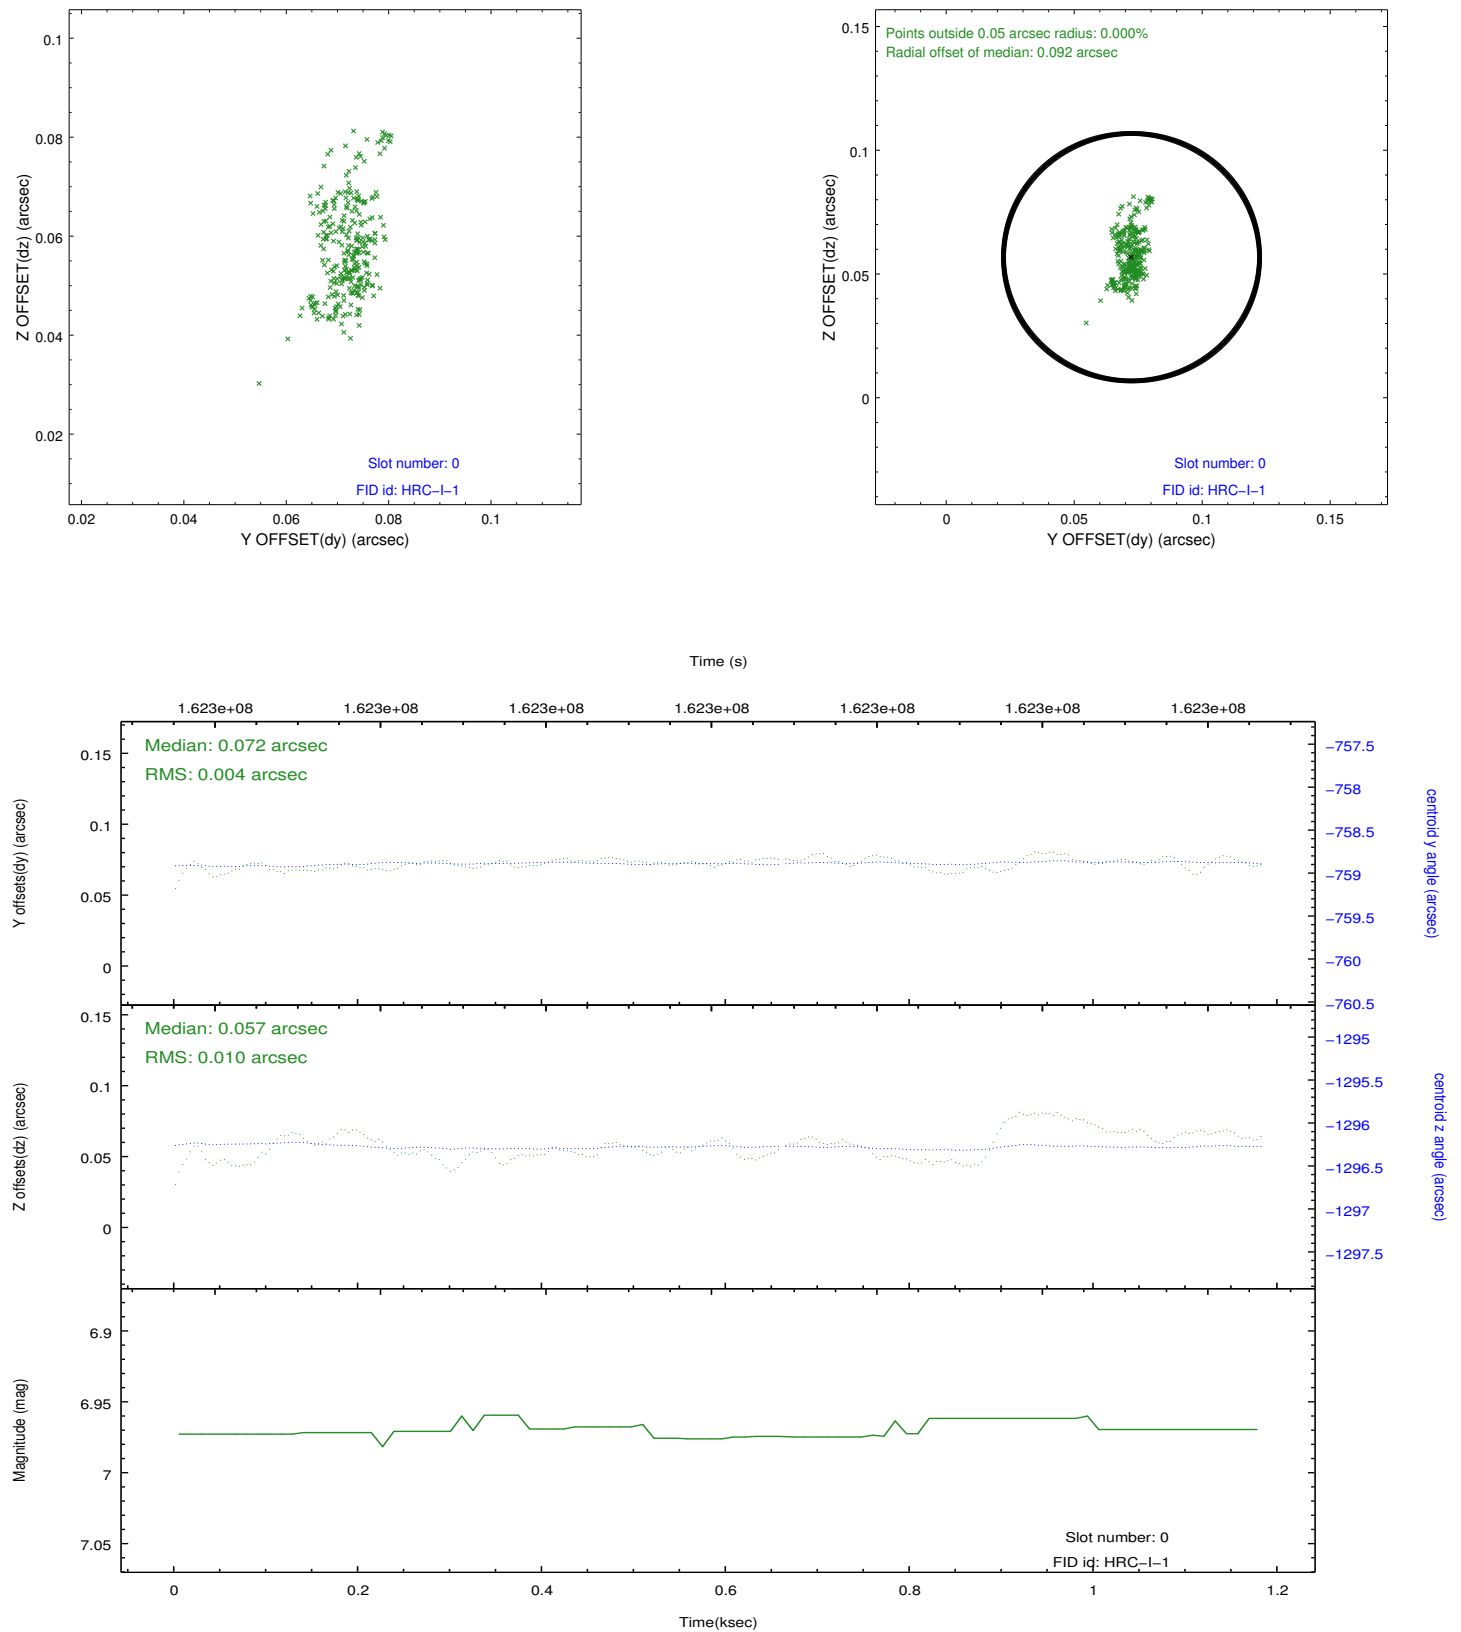 0.1
0.08
0.06
0.04
0.02
Z OFFSET(dz) (arcsec)
Slot number: 0
FID id: HRC−I−1
0.02 0.04 0.06 0.08 0.1
Y OFFSET(dy) (arcsec)
Points outside 0.05 arcsec radius: 0.000%
Radial offset of median: 0.092 arcsec
0.15
0.1
0.05
0
Z OFFSET(dz) (arcsec)
Slot number: 0
FID id: HRC−I−1
0 0.05 0.1 0.15
Y OFFSET(dy) (arcsec)
Time (s)
1.623e+08 1.623e+08 1.623e+08 1.623e+08 1.623e+08 1.623e+08 1.623e+08
Median: 0.072 arcsec
RMS: 0.004 arcsec
0.15
0.1
0.05
0
Y offsets(dy) (arcsec)
−757.5
−758
−758.5
−759
−759.5
−760
−760.5
centroid y angle (arcsec)
Median: 0.057 arcsec
RMS: 0.010 arcsec
0.15
0.1
0.05
0
Z offsets(dz) (arcsec)
−1295
−1295.5
−1296
−1296.5
−1297
−1297.5
centroid z angle (arcsec)
6.9
6.95
7
7.05
Magnitude (mag)
Slot number: 0
FID id: HRC−I−1
0 0.2 0.4 0.6 0.8 1 1.2
Time(ksec)